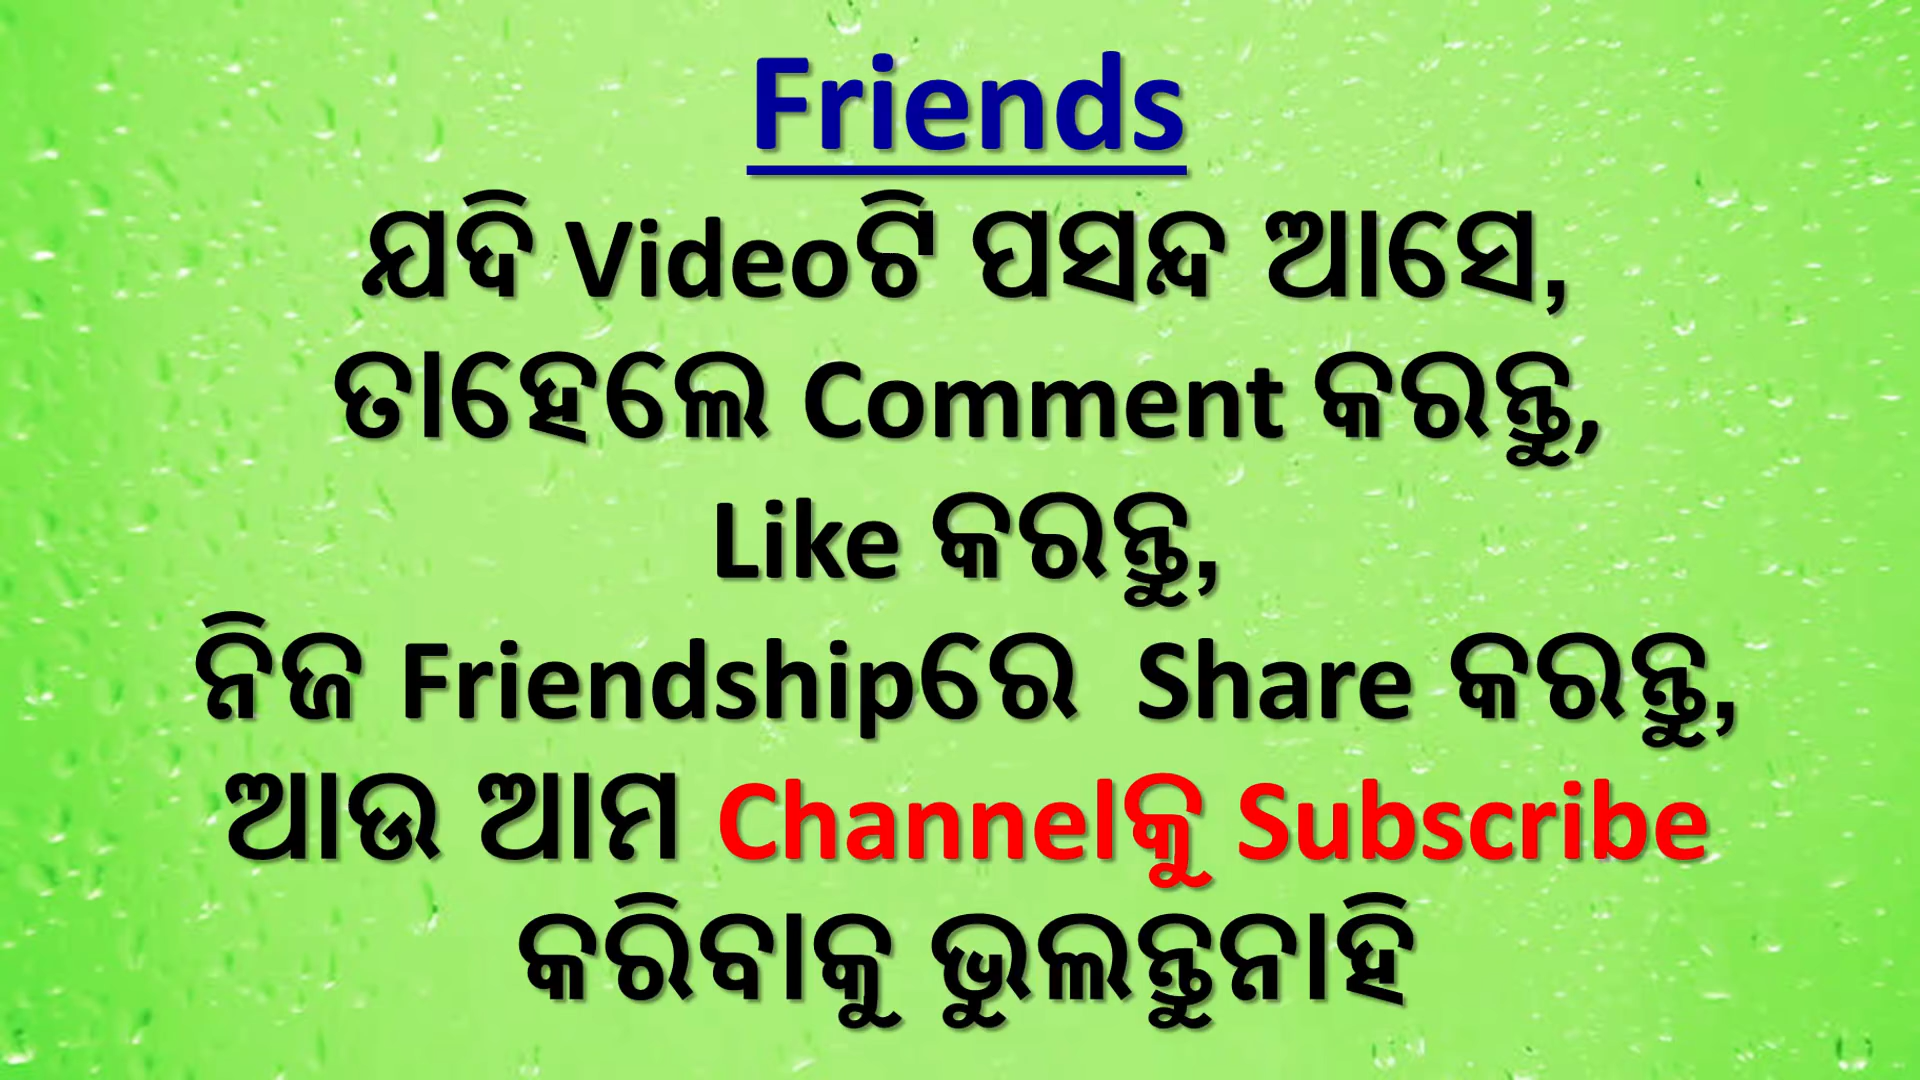 Friends
ଯଦି Videoଟି ପସନ୍ଦ ଆସେ,
ତାହେଲେ Comment କରନ୍ତୁ,
Like କରନ୍ତୁ,
ନିଜ Friendshipରେ Share କରନ୍ତୁ,
ଆଉ ଆମ Channelକୁ Subscribe
କରିବାକୁ ଭୁଲନ୍ତୁନାହି